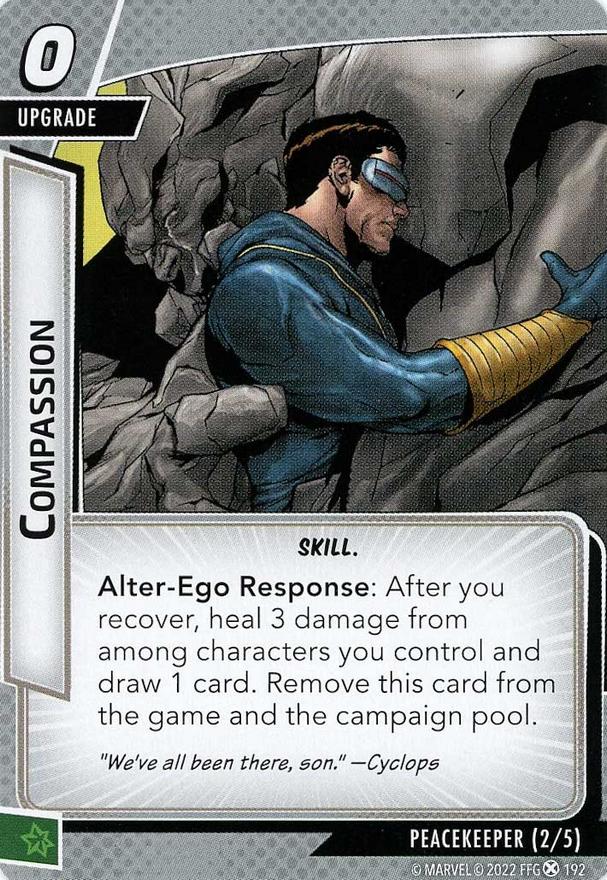 0
UPGRADE
COMPASSION
SKILL.
Alter-Ego Response: After you
recover, heal 3 damage from
among characters you control and
draw 1 card. Remove this card from
the game and the campaign pool.
"We've all been there, son." —Cyclops
PEACEKEEPER (2/5)
© MARVEL © 2022 FFG 192